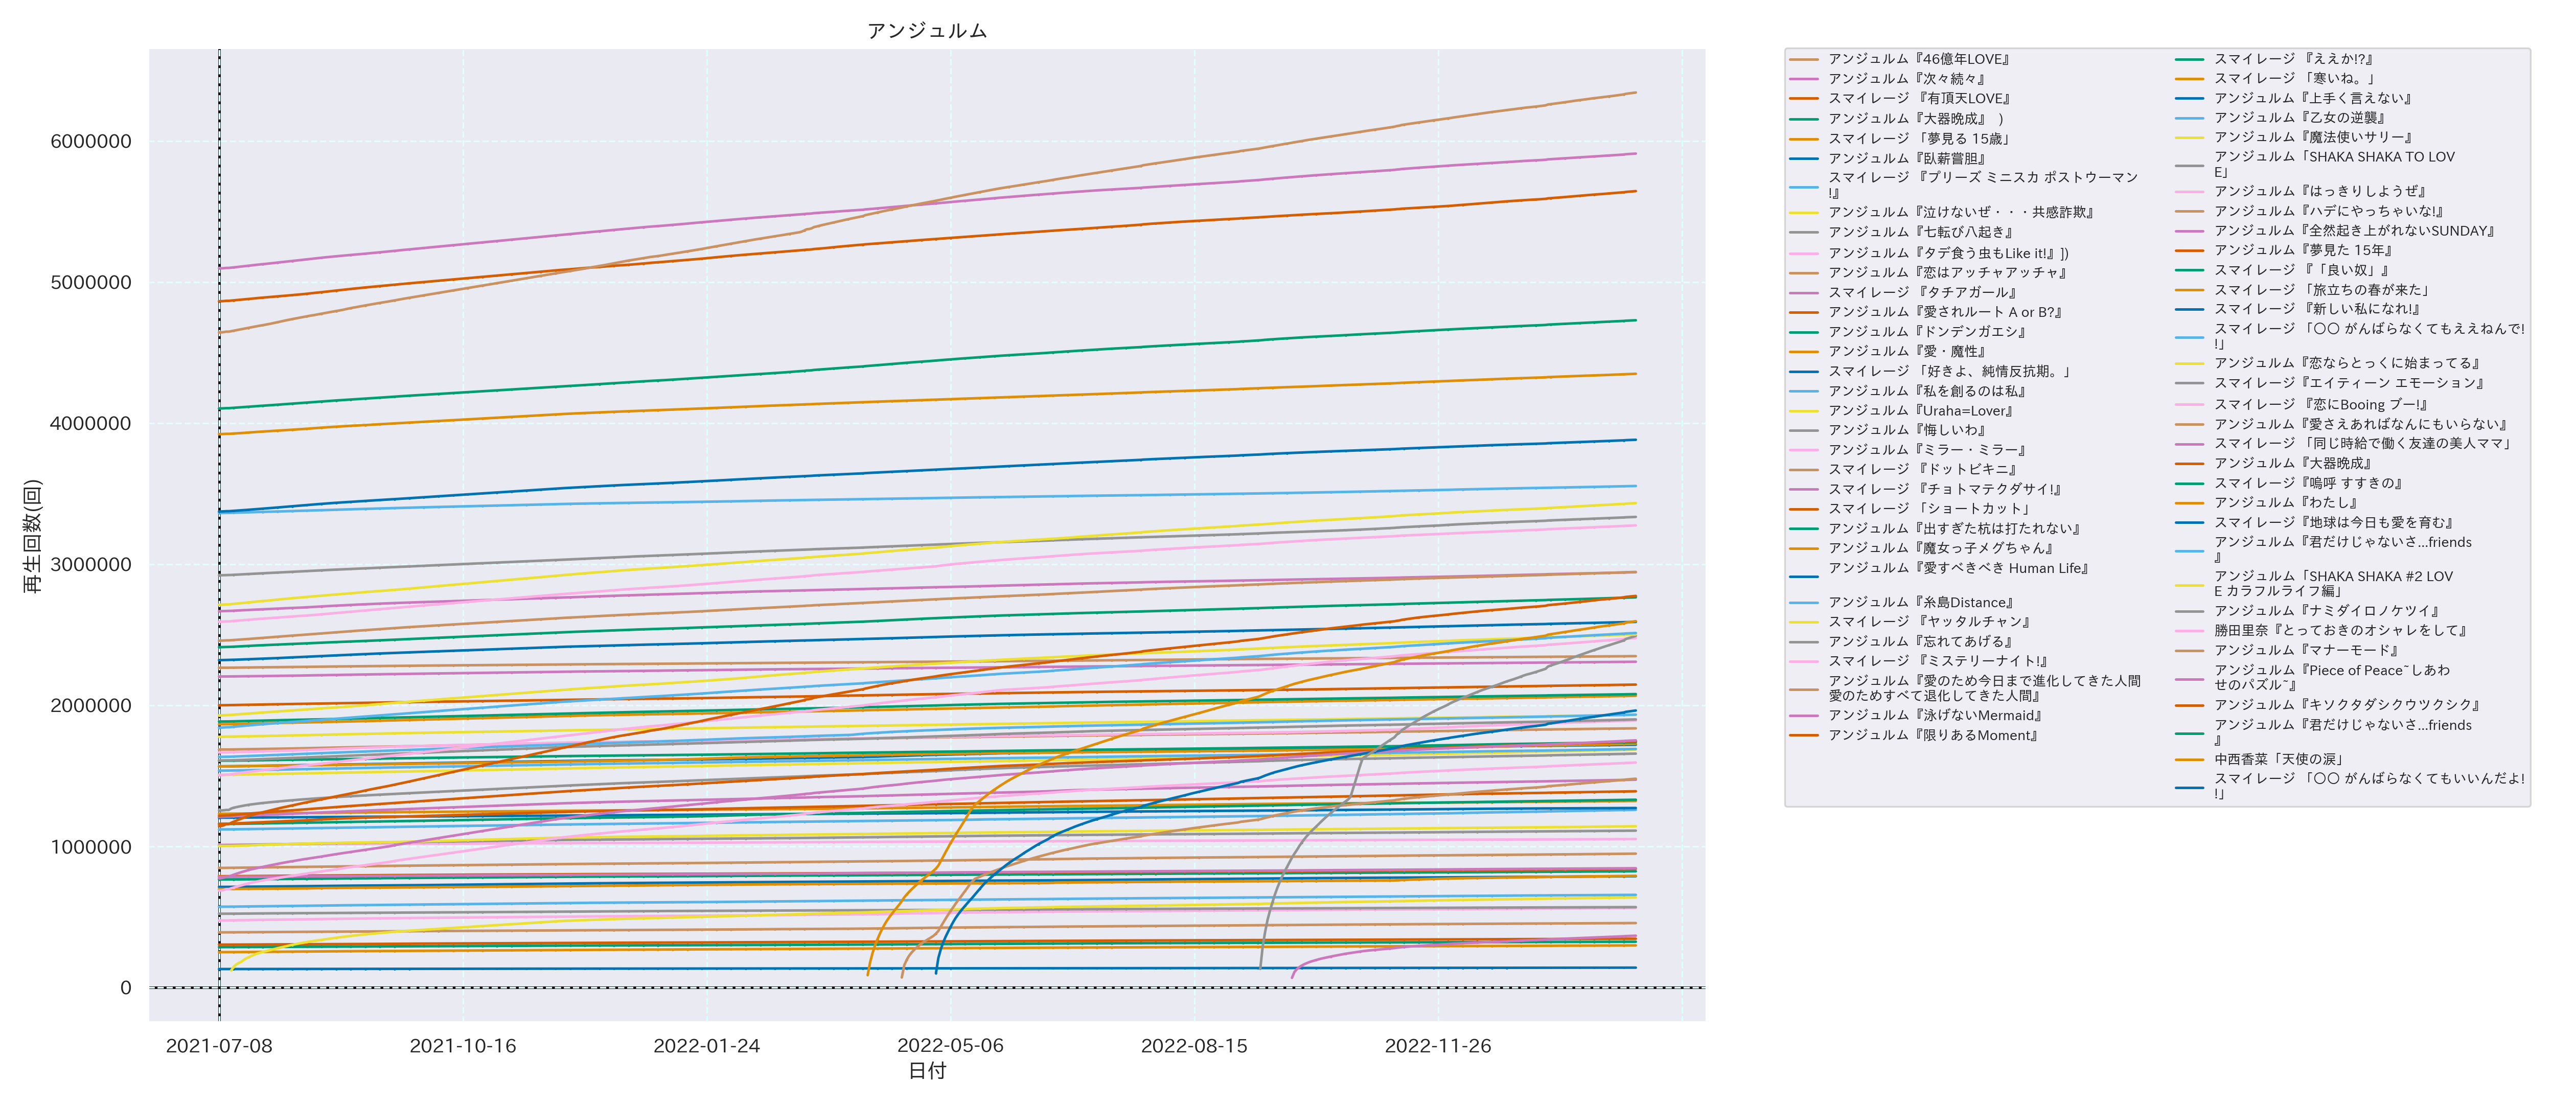 アンジュルム
再生回数(回)
6000000
5000000
4000000
3000000
2000000
1000000
0
2021-07-08
2021-10-16
2022-01-24
2022-05-06
2022-08-15
2022-11-26
日付
アンジュルム『46億年LOVE』
アンジュルム『次々続々』
スマイレージ 『有頂天LOVE』
アンジュルム『大器晩成』 )
スマイレージ 「夢見る 15歳」
アンジュルム『臥薪嘗胆』
スマイレージ 『プリーズ ミニスカ ポストウーマン
!』
アンジュルム『泣けないぜ・・・共感詐欺』
アンジュルム『七転び八起き』
アンジュルム『タデ食う虫もLike it!』])
アンジュルム『恋はアッチャアッチャ』
スマイレージ 『タチアガール』
アンジュルム『愛されルート A or B?』
アンジュルム『ドンデンガエシ』
アンジュルム『愛・魔性』
スマイレージ 「好きよ、純情反抗期。」
アンジュルム『私を創るのは私』
アンジュルム『Uraha=Lover』
アンジュルム『悔しいわ』
アンジュルム『ミラー・ミラー』
スマイレージ 『ドットビキニ』
スマイレージ 『チョトマテクダサイ!』
スマイレージ 「ショートカット」
アンジュルム『出すぎた杭は打たれない』
アンジュルム『魔女っ子メグちゃん』
アンジュルム『愛すべきべき Human Life』
アンジュルム『糸島Distance』
アンジュルム『ヤッタルチャン』
アンジュルム『忘れてあげる』
スマイレージ 『ミステリーナイト!』
アンジュルム『愛のため今日まで進化してきた人間
愛のためすべて退化してきた人間』
アンジュルム『泳げないMermaid』
アンジュルム『限りあるMoment』
スマイレージ 『ええか!?』
スマイレージ 「寒いね。」
アンジュルム『上手く言えない』
アンジュルム『乙女の逆襲』
アンジュルム『魔法使いサリー』
アンジュルム「SHAKA SHAKA TO LOV
E」
アンジュルム『はっきりしようぜ』
アンジュルム『ハデにやっちゃいな!』
アンジュルム『全然起き上がれないSUNDAY』
アンジュルム『夢見た 15年』
スマイレージ 『「良い奴」』
スマイレージ 「旅立ちの春が来た」
スマイレージ 『新しい私になれ!』
スマイレージ 「〇〇 がんばらなくてもええねんで!
!」
アンジュルム『恋ならとっくに始まってる』
スマイレージ『エイティーン エモーション』
スマイレージ 『恋にBooing ブー!』
アンジュルム『愛さえあればなんにもいらない』
スマイレージ 「同じ時給で働く友達の美人ママ」
アンジュルム『大器晩成』
スマイレージ『嗚呼 すすきの』
アンジュルム『わたし』
スマイレージ『地球は今日も愛を育む』
アンジュルム『君だけじゃないさ...friends
』
アンジュルム「SHAKA SHAKA #2 LOV
E カラフルライフ編」
アンジュルム『ナミダイロノケツイ』
勝田里奈『とっておきのオシャレをして』
アンジュルム『マナーモード』
アンジュルム『Piece of Peace~しあわ
せのパズル~』
アンジュルム『キソクタダシクウツクシク』
アンジュルム『君だけじゃないさ...friends
』
中西香菜「天使の涙」
スマイレージ 「〇〇 がんばらなくてもいいんだよ!
!」